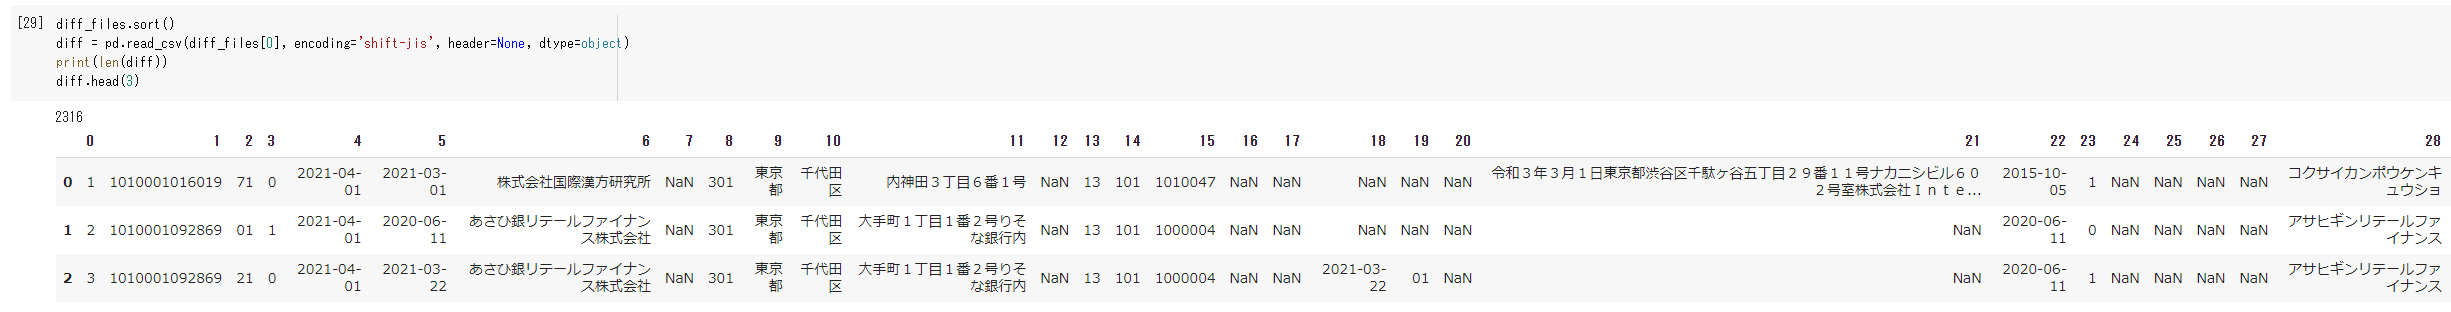 [29] diff_files.sort()
diff = pd.read_csv(diff_files[0], encoding='shift-jis', header=None, dtype=object)
print(len(diff))
diff.head(3)
2316
0 1 2 3 4 5 6 7 8 9 10 11 12 13 14 15 16 17 18 19 20 21 22 23 24 25 26 27 28
0 1 1010001016019 71 0 2021-04-01 2021-03-01 株式会社国際漢方研究所 NaN 301 東京都 千代田区 内神田３丁目６番１号 NaN 13 101 1010047 NaN NaN NaN NaN NaN 令和３年３月１日東京都渋谷区千駄ヶ谷五丁目２９番１１号ナカニシビル６０２号室株式会社Ｉｎｔｅ... 2015-10-05 1 NaN NaN NaN NaN コクサイカンポウケンキュウショ
1 2 1010001092869 01 1 2021-04-01 2020-06-11 あさひ銀リテールファイナンス株式会社 NaN 301 東京都 千代田区 大手町１丁目１番２号りそな銀行内 NaN 13 101 1000004 NaN NaN NaN NaN NaN NaN 2020-06-11 0 NaN NaN NaN NaN アサヒギンリテールファイナンス
2 3 1010001092869 21 0 2021-04-01 2021-03-22 あさひ銀リテールファイナンス株式会社 NaN 301 東京都 千代田区 大手町１丁目１番２号りそな銀行内 NaN 13 101 1000004 NaN NaN 2021-03-22 01 NaN NaN 2020-06-11 1 NaN NaN NaN NaN アサヒギンリテールファイナンス